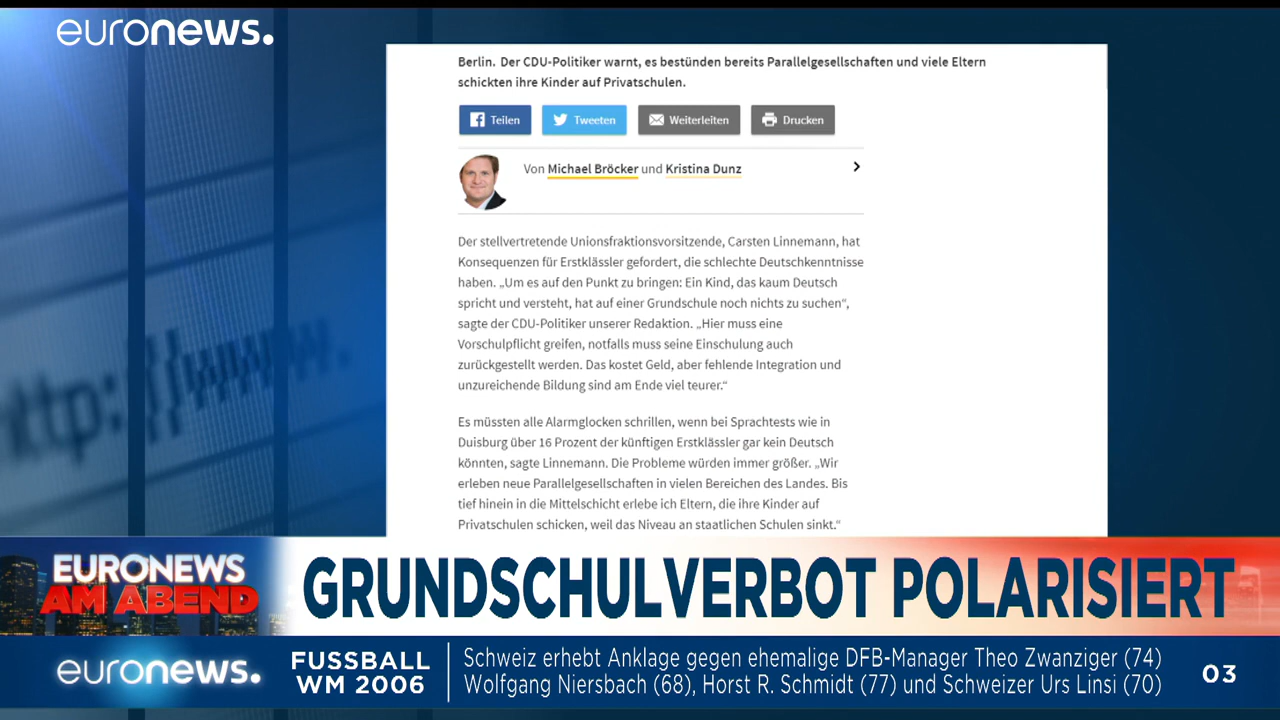 euronews.
Berlin. Der CDU-Politiker warnt, es bestünden bereits Parallelgesellschaften und viele Eltern
schickten ihre Kinder auf Privatschulen.
Teilen Tweeten Weiterleiten Drucken
Von Michael Bröcker und Kristina Dunz
Der stellvertretende Unionsfraktionsvorsitzende, Carsten Linnemann, hat
Konsequenzen für Erstklässler gefordert, die schlechte Deutschkenntnisse
haben. „Um es auf den Punkt zu bringen: Ein Kind, das kaum Deutsch
spricht und versteht, hat auf einer Grundschule noch nichts zu suchen“,
sagte der CDU-Politiker unserer Redaktion. „Hier muss eine
Vorschulpflicht greifen, notfalls muss seine Einschulung auch
zurückgestellt werden. Das kostet Geld, aber fehlende Integration und
unzureichende Bildung sind am Ende viel teurer.“
Es müssten alle Alarmglocken schrillen, wenn bei Sprachtests wie in
Duisburg über 16 Prozent der künftigen Erstklässler gar kein Deutsch
könnten, sagte Linnemann. Die Probleme würden immer größer. „Wir
erleben neue Parallelgesellschaften in vielen Bereichen des Landes. Bis
tief hinein in die Mittelschicht erlebe ich Eltern, die ihre Kinder auf
Privatschulen schicken, weil das Niveau an staatlichen Schulen sinkt.“
http://www.
EURONEWS
AM ABEND
GRUNDSCHULVERBOT POLARISIERT
euronews.
FUSSBALL
WM 2006
Schweiz erhebt Anklage gegen ehemalige DFB-Manager Theo Zwanziger (74)
Wolfgang Niersbach (68), Horst R. Schmidt (77) und Schweizer Urs Linsi (70)
03